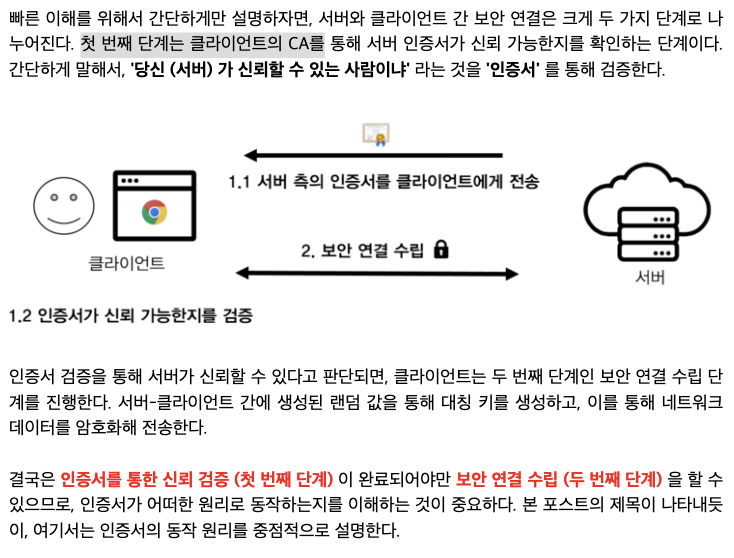 빠른 이해를 위해서 간단하게만 설명하자면, 서버와 클라이언트 간 보안 연결은 크게 두 가지 단계로 나
누어진다. 첫 번째 단계는 클라이언트의 CA를 통해 서버 인증서가 신뢰 가능한지를 확인하는 단계이다.
간단하게 말해서, '당신 (서버) 가 신뢰할 수 있는 사람이냐' 라는 것을 '인증서' 를 통해 검증한다.
1.1 서버 측의 인증서를 클라이언트에게 전송
클라이언트
2. 보안 연결 수립
서버
1.2 인증서가 신뢰 가능한지를 검증
인증서 검증을 통해 서버가 신뢰할 수 있다고 판단되면, 클라이언트는 두 번째 단계인 보안 연결 수립 단
계를 진행한다. 서버-클라이언트 간에 생성된 랜덤 값을 통해 대칭 키를 생성하고, 이를 통해 네트워크
데이터를 암호화해 전송한다.
결국은 인증서를 통한 신뢰 검증 (첫 번째 단계) 이 완료되어야만 보안 연결 수립 (두 번째 단계) 을 할 수
있으므로, 인증서가 어떠한 원리로 동작하는지를 이해하는 것이 중요하다. 본 포스트의 제목이 나타내듯
이, 여기서는 인증서의 동작 원리를 중점적으로 설명한다.